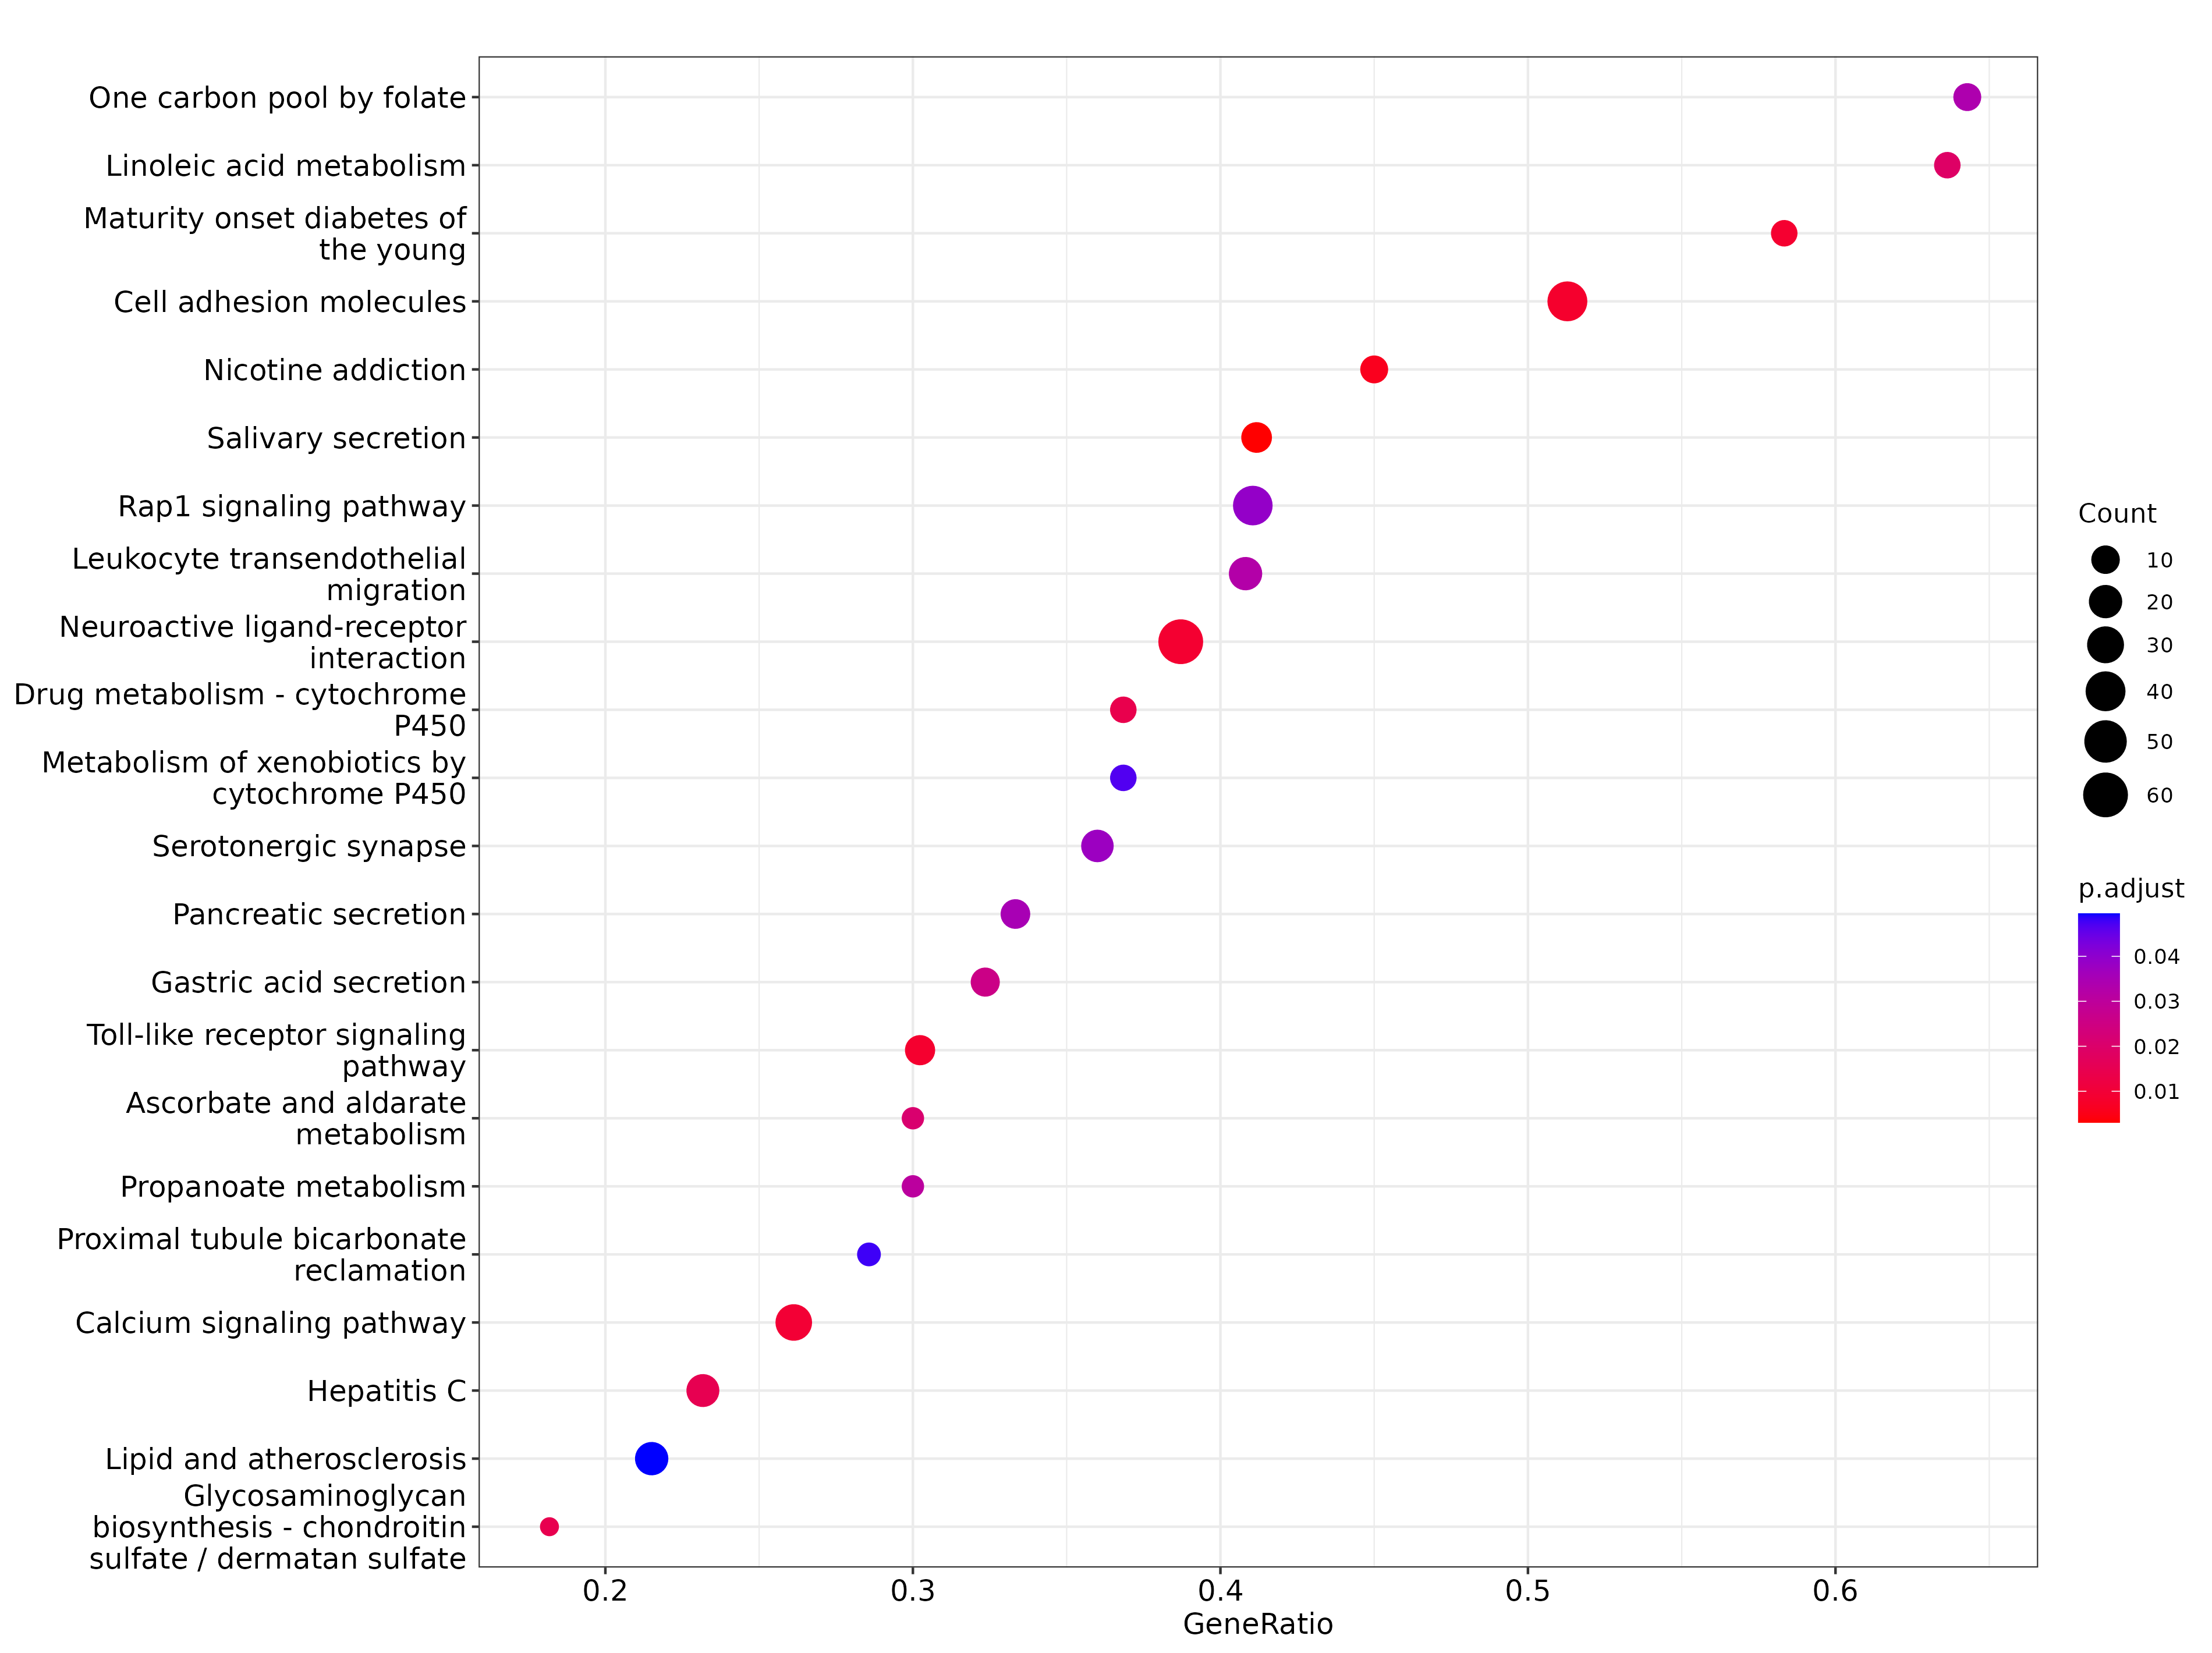 One carbon pool by folate
Linoleic acid metabolism
Maturity onset diabetes of
the young
Cell adhesion molecules
Nicotine addiction
Salivary secretion
Rap1 signaling pathway
Leukocyte transendothelial
migration
Neuroactive ligand-receptor
interaction
Drug metabolism - cytochrome
P450
Metabolism of xenobiotics by
cytochrome P450
Serotonergic synapse
Pancreatic secretion
Gastric acid secretion
Toll-like receptor signaling
pathway
Ascorbate and aldarate
metabolism
Propanoate metabolism
Proximal tubule bicarbonate
reclamation
Calcium signaling pathway
Hepatitis C
Lipid and atherosclerosis
Glycosaminoglycan
biosynthesis - chondroitin
sulfate / dermatan sulfate
0.2 0.3 0.4 0.5 0.6
GeneRatio
Count
10
20
30
40
50
60
p.adjust
0.04
0.03
0.02
0.01